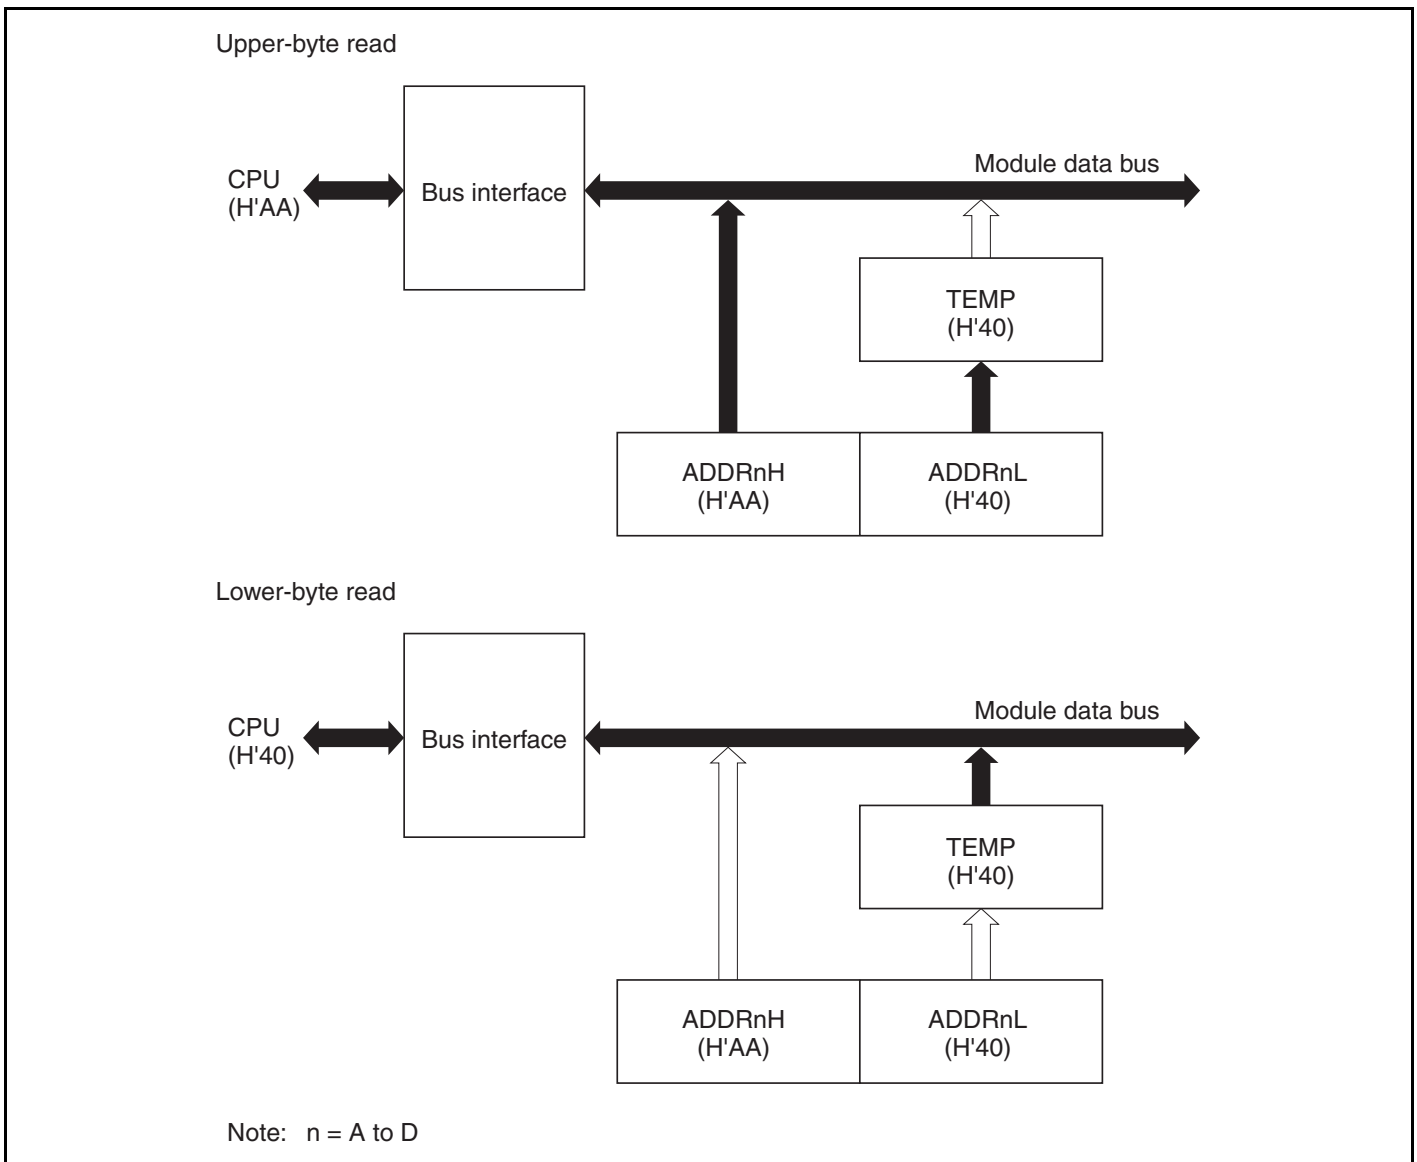 Upper-byte read
CPU
(H'AA)
Bus interface
Module data bus
TEMP
(H'40)
ADDRnH
(H'AA)
ADDRnL
(H'40)
Lower-byte read
CPU
(H'40)
Bus interface
Module data bus
TEMP
(H'40)
ADDRnH
(H'AA)
ADDRnL
(H'40)
Note: n = A to D